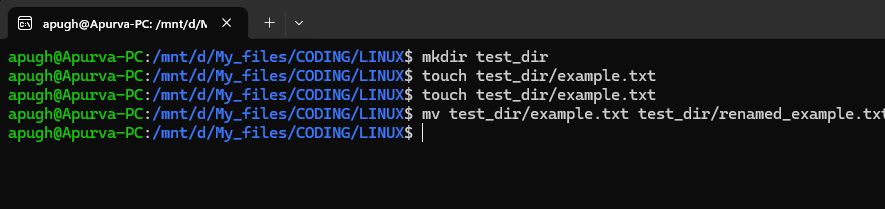 apugh@Apurva-PC: /mnt/d/M
apugh@Apurva-PC:/mnt/d/My_files/CODING/LINUX$ mkdir test_dir
apugh@Apurva-PC:/mnt/d/My_files/CODING/LINUX$ touch test_dir/example.txt
apugh@Apurva-PC:/mnt/d/My_files/CODING/LINUX$ touch test_dir/example.txt
apugh@Apurva-PC:/mnt/d/My_files/CODING/LINUX$ mv test_dir/example.txt test_dir/renamed_example.txt
apugh@Apurva-PC:/mnt/d/My_files/CODING/LINUX$